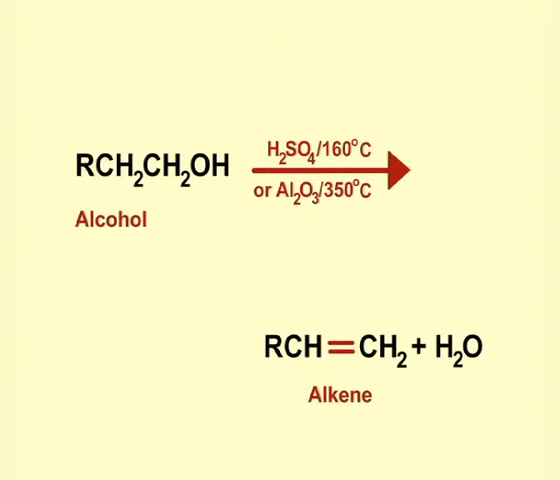 H₂SO₄/160°C
RCH₂CH₂OH
or Al₂O₃/350°C
Alcohol
RCH=CH₂ + H₂O
Alkene